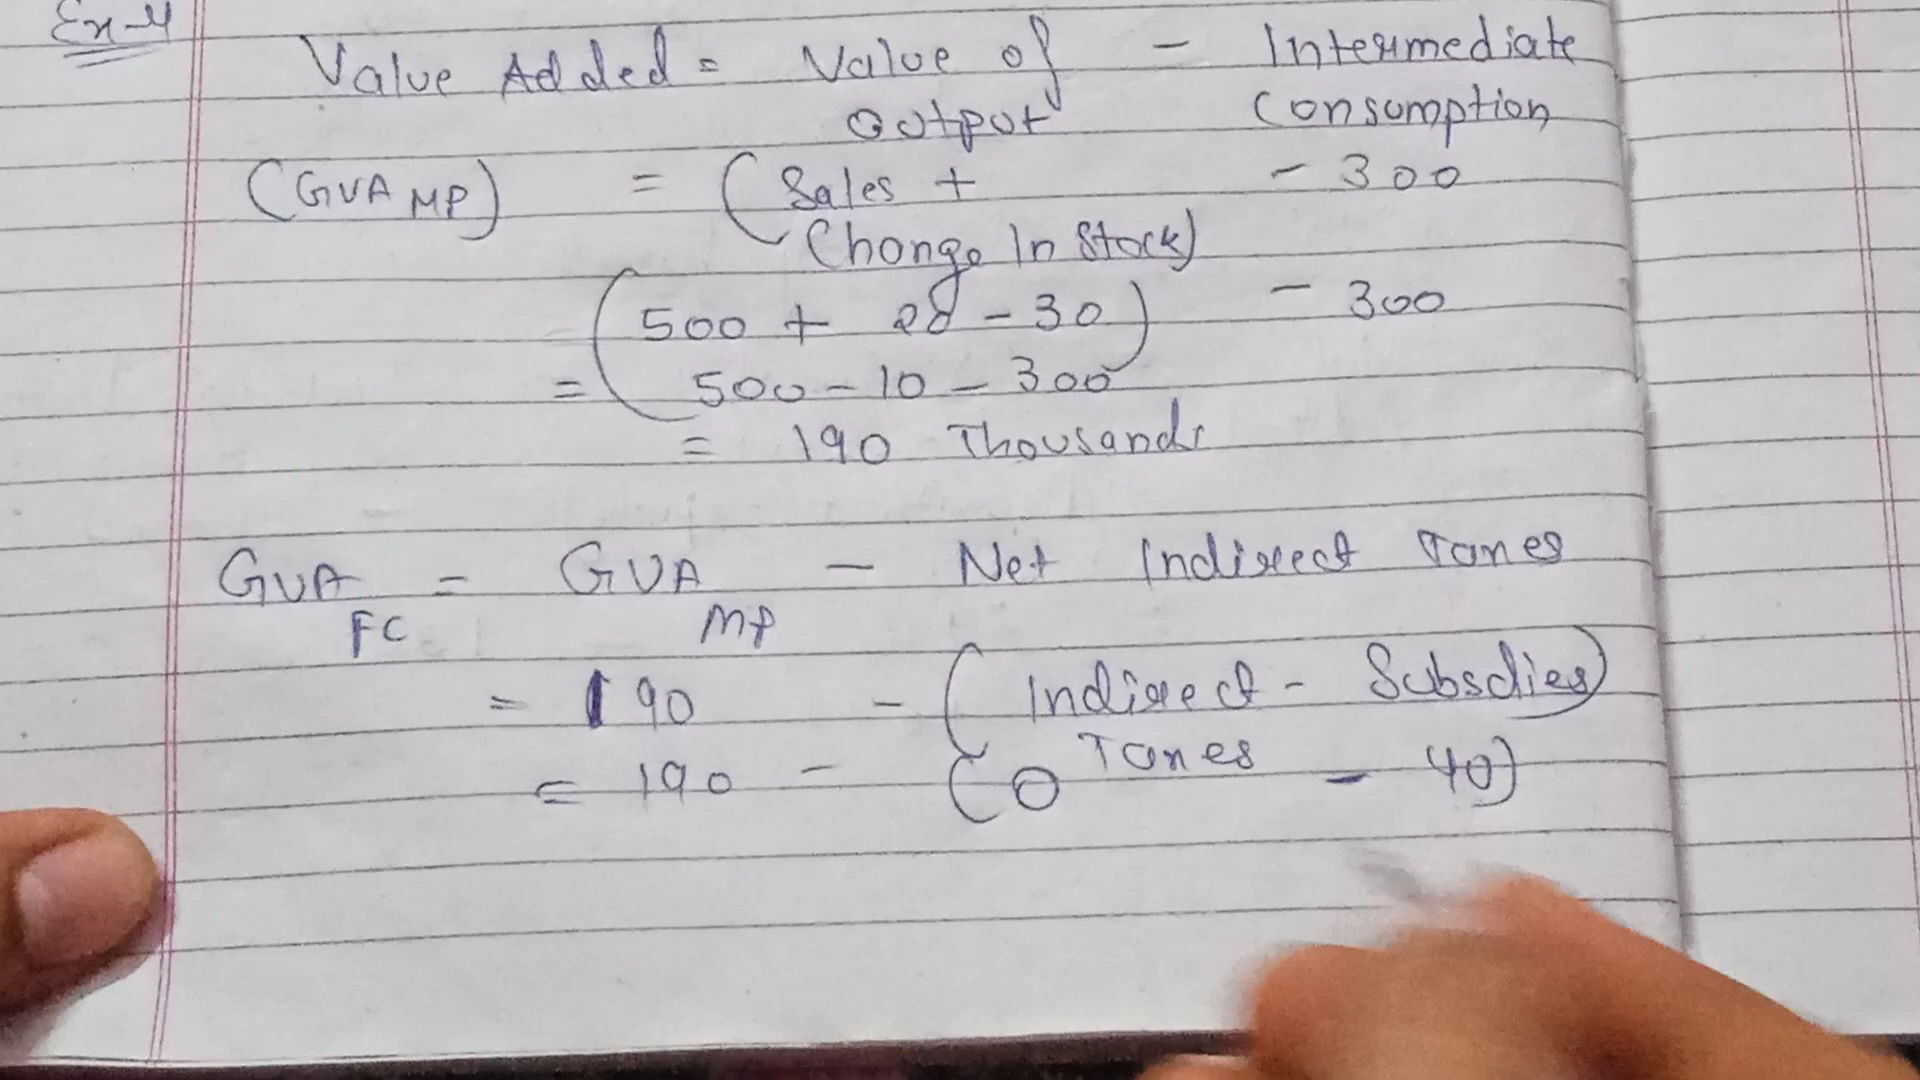 Ex-4
Value Added = Value of Output - Intermediate Consumption
(GVA MP) = (Sales + Change In Stock) - 300
= (500 + 20 - 30) - 300
= 500 - 10 - 300
= 190 Thousands
GVA FC = GVA MP - Net Indirect Taxes
= 190 - (Indirect Taxes - Subsdies)
= 190 - (0 - 40)